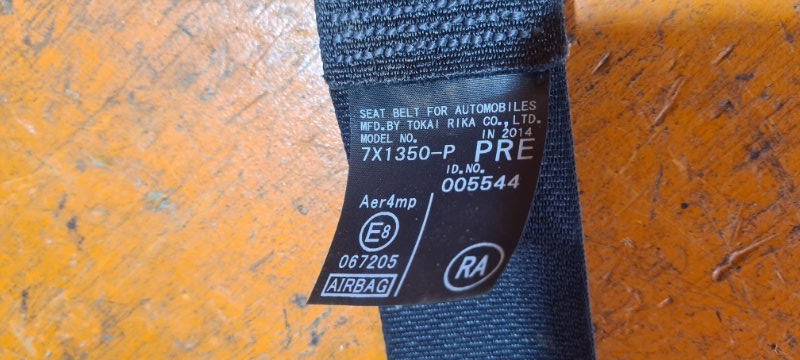 SEAT BELT FOR AUTOMOBILES
MFD.BY TOKAI RIKA CO.,LTD.
MODEL NO. IN 2014
7X1350-P PRE
ID.NO.
005544
Aer4mp
E8
067205
AIRBAG
RA